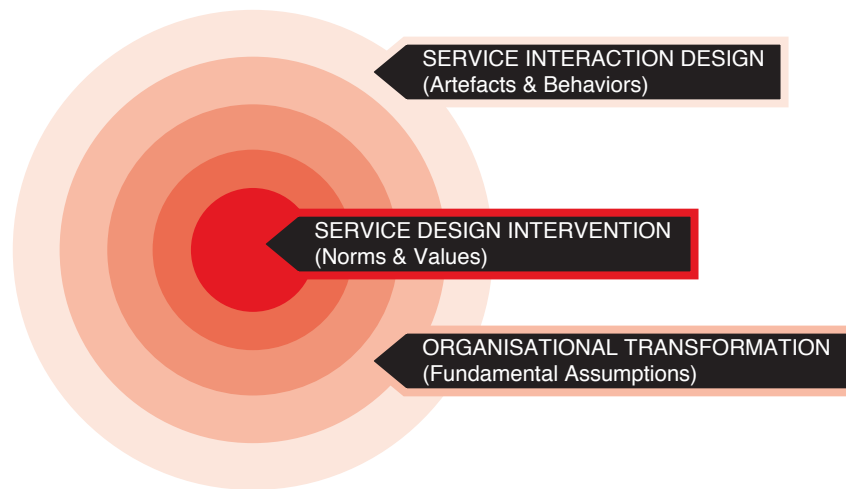 SERVICE INTERACTION DESIGN
(Artefacts & Behaviors)
SERVICE DESIGN INTERVENTION
(Norms & Values)
ORGANISATIONAL TRANSFORMATION
(Fundamental Assumptions)